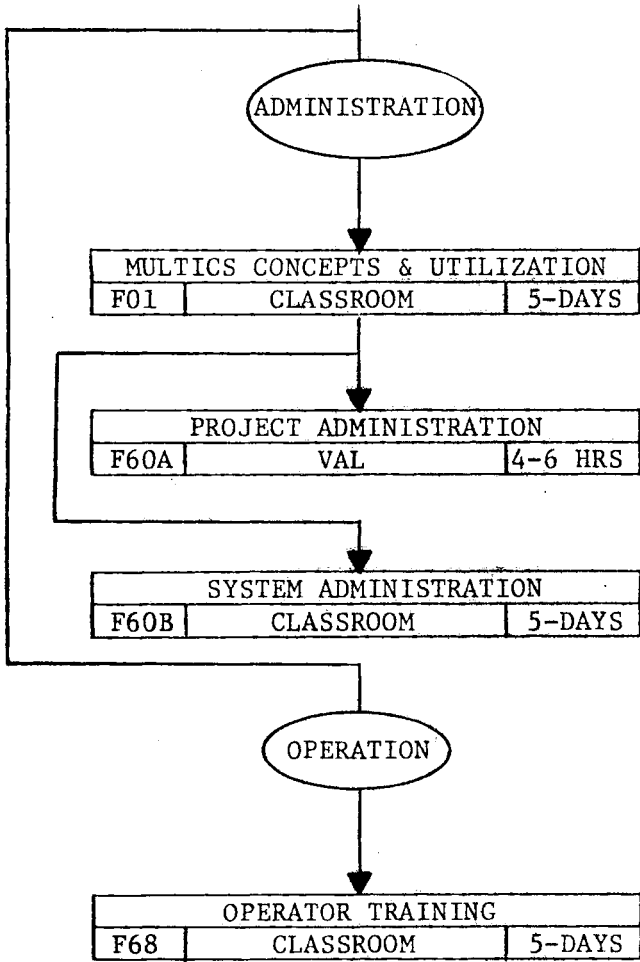 ADMINISTRATION
MULTICS CONCEPTS & UTILIZATION
F01 CLASSROOM 5-DAYS
PROJECT ADMINISTRATION
F60A VAL 4-6 HRS
SYSTEM ADMINISTRATION
F60B CLASSROOM 5-DAYS
OPERATION
OPERATOR TRAINING
F68 CLASSROOM 5-DAYS